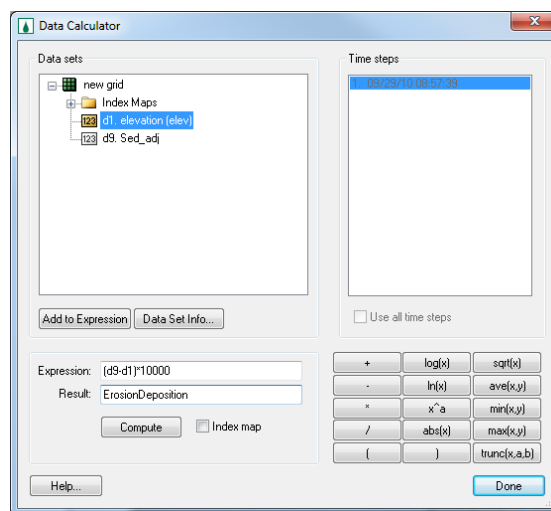 Data Calculator
Data sets
new grid
Index Maps
d1. elevation (elev)
d9. Sed_adj
Add to Expression
Data Set Info...
Time steps
1. 09/29/10 08:57:39
Use all time steps
Expression: (d9-d1)*10000
Result: ErosionDeposition
Compute
Index map
+ log(x) sqrt(x)
- ln(x) ave(x,y)
* x^a min(x,y)
/ abs(x) max(x,y)
( ) trunc(x,a,b)
Help...
Done